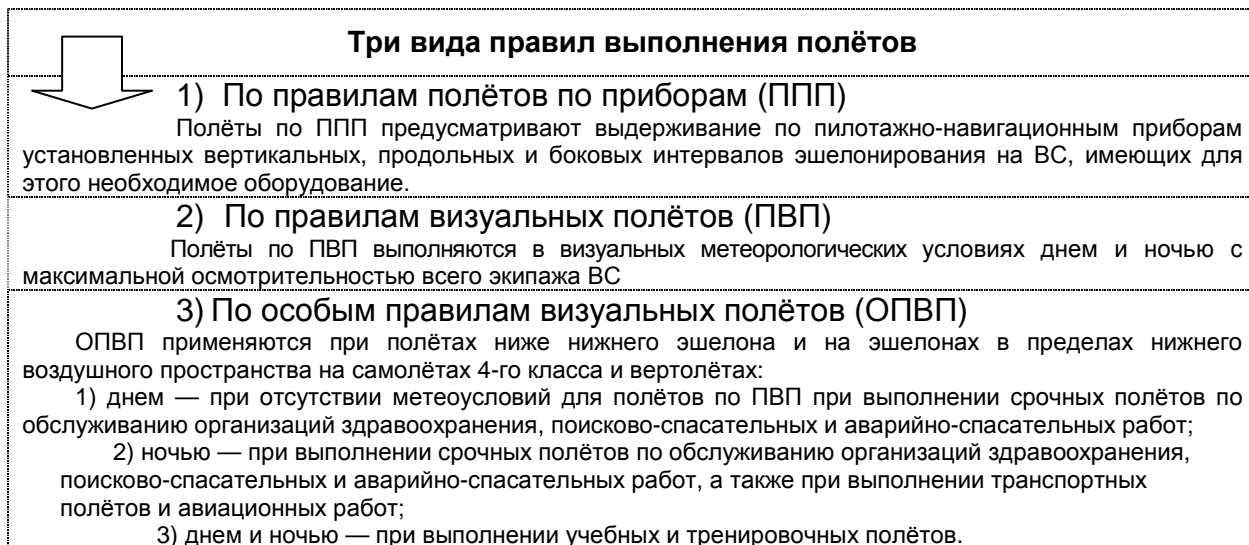 Три вида правил выполнения полётов
1) По правилам полётов по приборам (ППП)
Полёты по ППП предусматривают выдерживание по пилотажно-навигационным приборам
установленных вертикальных, продольных и боковых интервалов эшелонирования на ВС, имеющих для
этого необходимое оборудование.
2) По правилам визуальных полётов (ПВП)
Полёты по ПВП выполняются в визуальных метеорологических условиях днем и ночью с
максимальной осмотрительностью всего экипажа ВС
3) По особым правилам визуальных полётов (ОПВП)
ОПВП применяются при полётах ниже нижнего эшелона и на эшелонах в пределах нижнего
воздушного пространства на самолётах 4-го класса и вертолётах:
1) днем — при отсутствии метеоусловий для полётов по ПВП при выполнении срочных полётов по
обслуживанию организаций здравоохранения, поисково-спасательных и аварийно-спасательных работ;
2) ночью — при выполнении срочных полётов по обслуживанию организаций здравоохранения,
поисково-спасательных и аварийно-спасательных работ, а также при выполнении транспортных
полётов и авиационных работ;
3) днем и ночью — при выполнении учебных и тренировочных полётов.